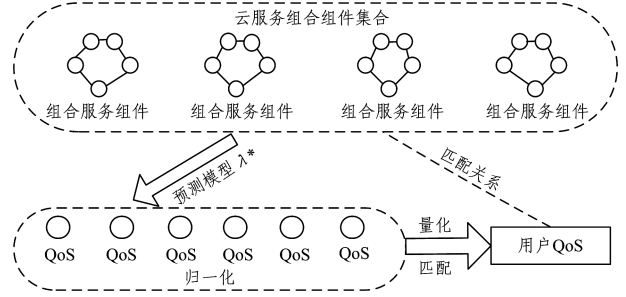 云服务组合组件集合
组合服务组件 组合服务组件 组合服务组件 组合服务组件
预测模型λ*
匹配关系
QoS QoS QoS QoS QoS QoS
归一化
量化
匹配
用户QoS